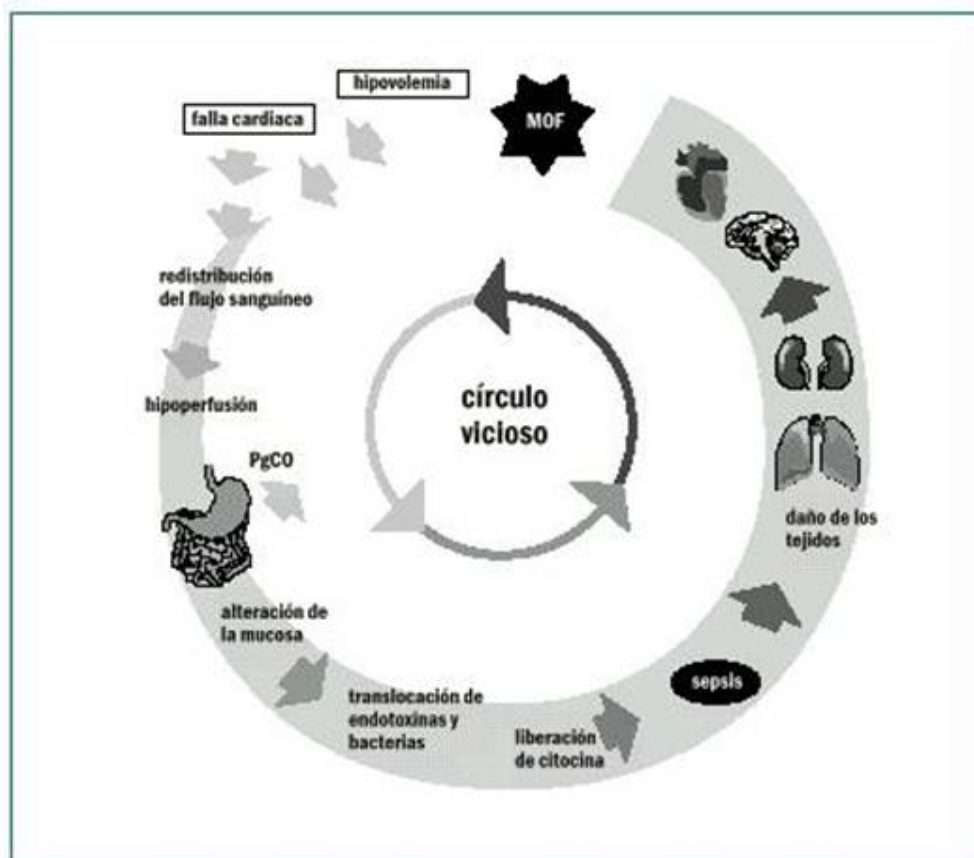 hipovolemia
falla cardiaca
MOF
redistribución
del flujo sanguíneo
hipoperfusión
PgCO
círculo
vicioso
daño de los
tejidos
alteración de
la mucosa
sepsis
translocación de
endotoxinas y
bacterias
liberación
de citocina